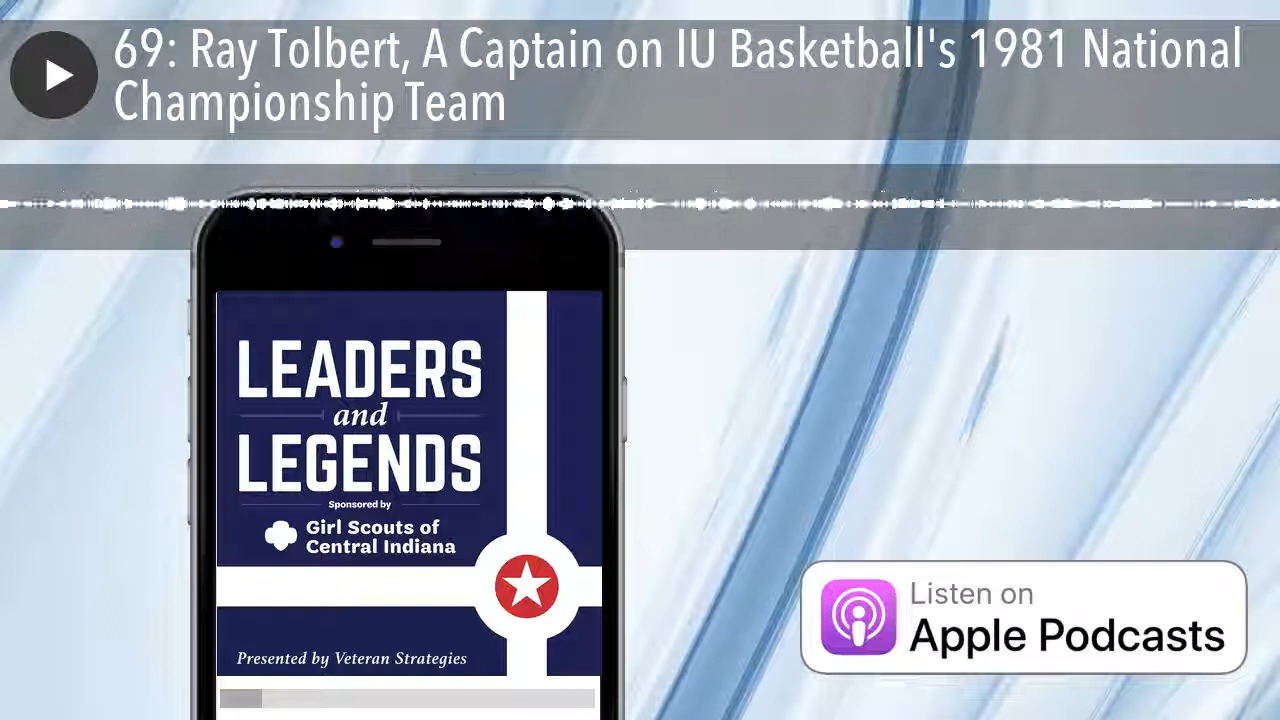 69: Ray Tolbert, A Captain on IU Basketball's 1981 National
Championship Team
LEADERS
and
LEGENDS
Sponsored by
Girl Scouts of
Central Indiana
Presented by Veteran Strategies
Listen on
Apple Podcasts